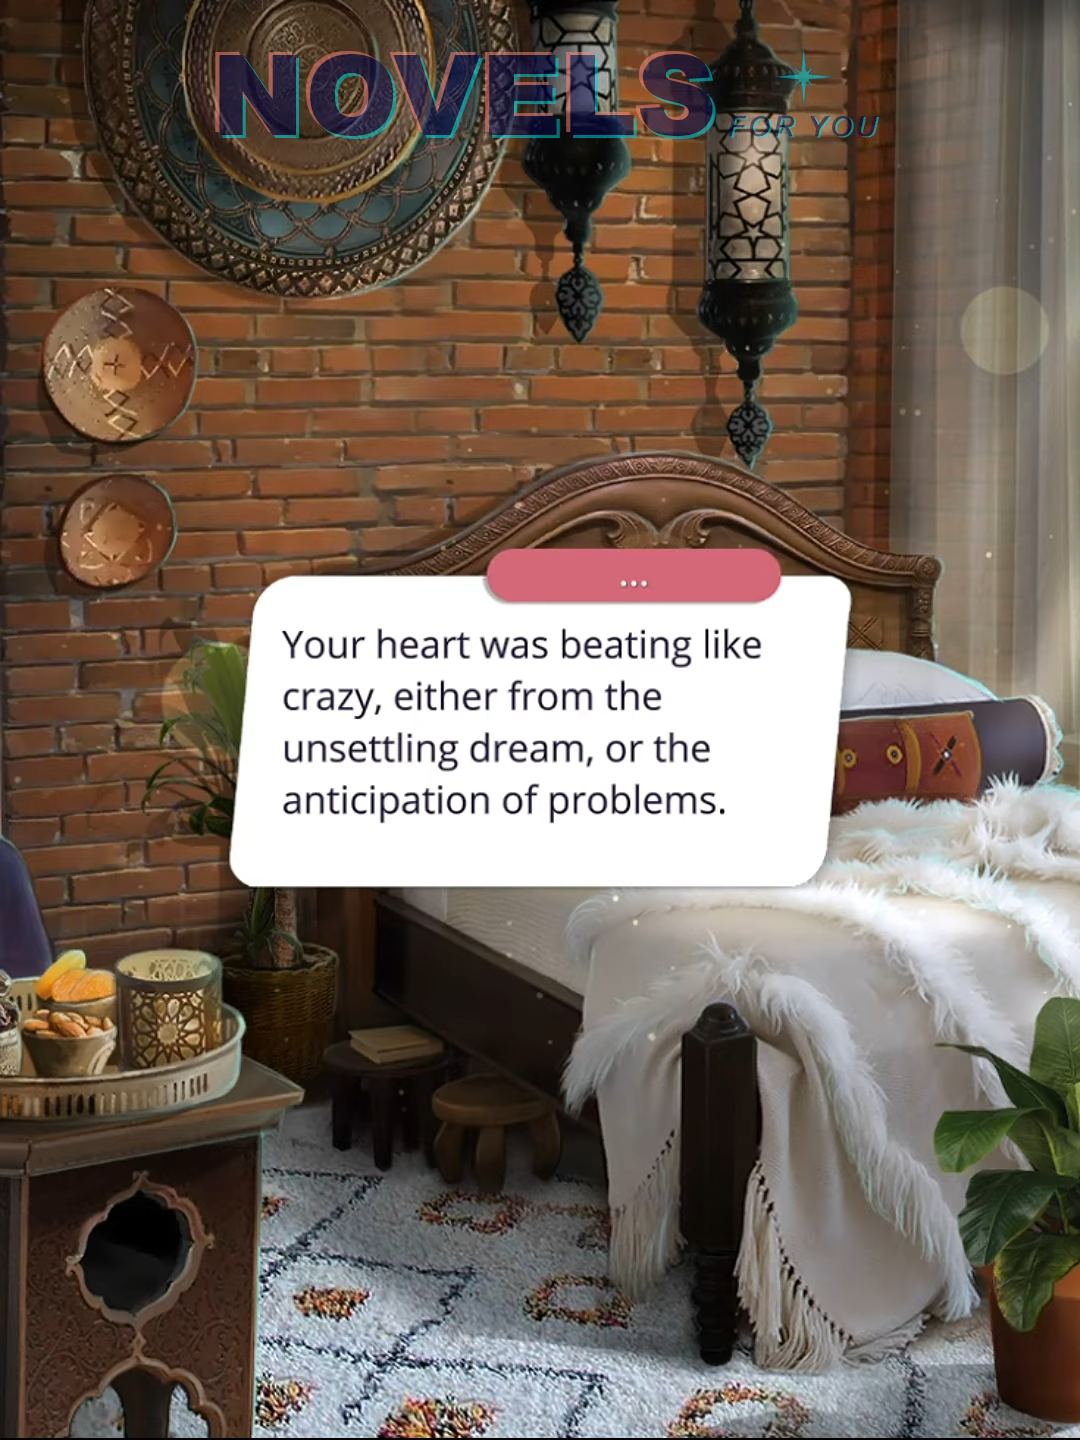 NOVELS
FOR YOU
...
Your heart was beating like
crazy, either from the
unsettling dream, or the
anticipation of problems.